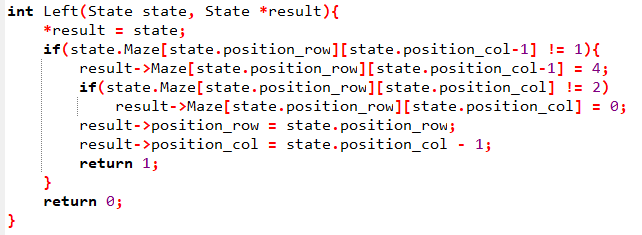 int Left(State state, State *result){
    *result = state;
    if(state.Maze[state.position_row][state.position_col-1] != 1){
        result->Maze[state.position_row][state.position_col-1] = 4;
        if(state.Maze[state.position_row][state.position_col] != 2)
            result->Maze[state.position_row][state.position_col] = 0;
        result->position_row = state.position_row;
        result->position_col = state.position_col - 1;
        return 1;
    }
    return 0;
}